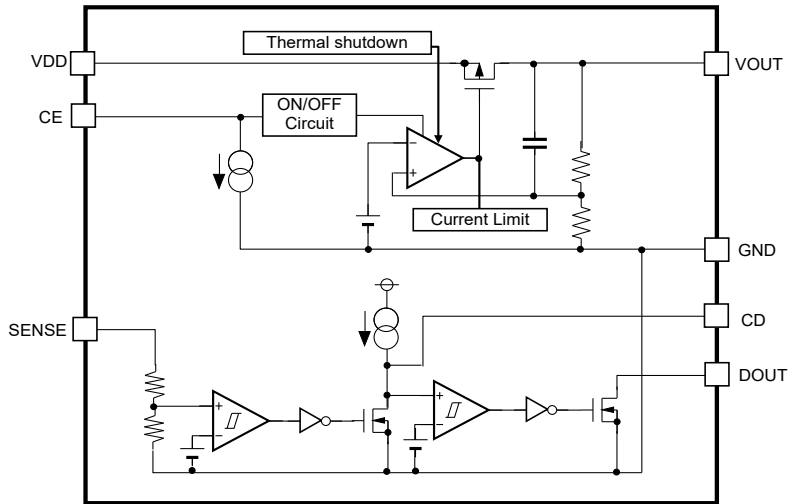 Thermal shutdown
VDD
VOUT
CE
ON/OFF
Circuit
−
+
Current Limit
GND
SENSE
CD
DOUT
+
−
+
−